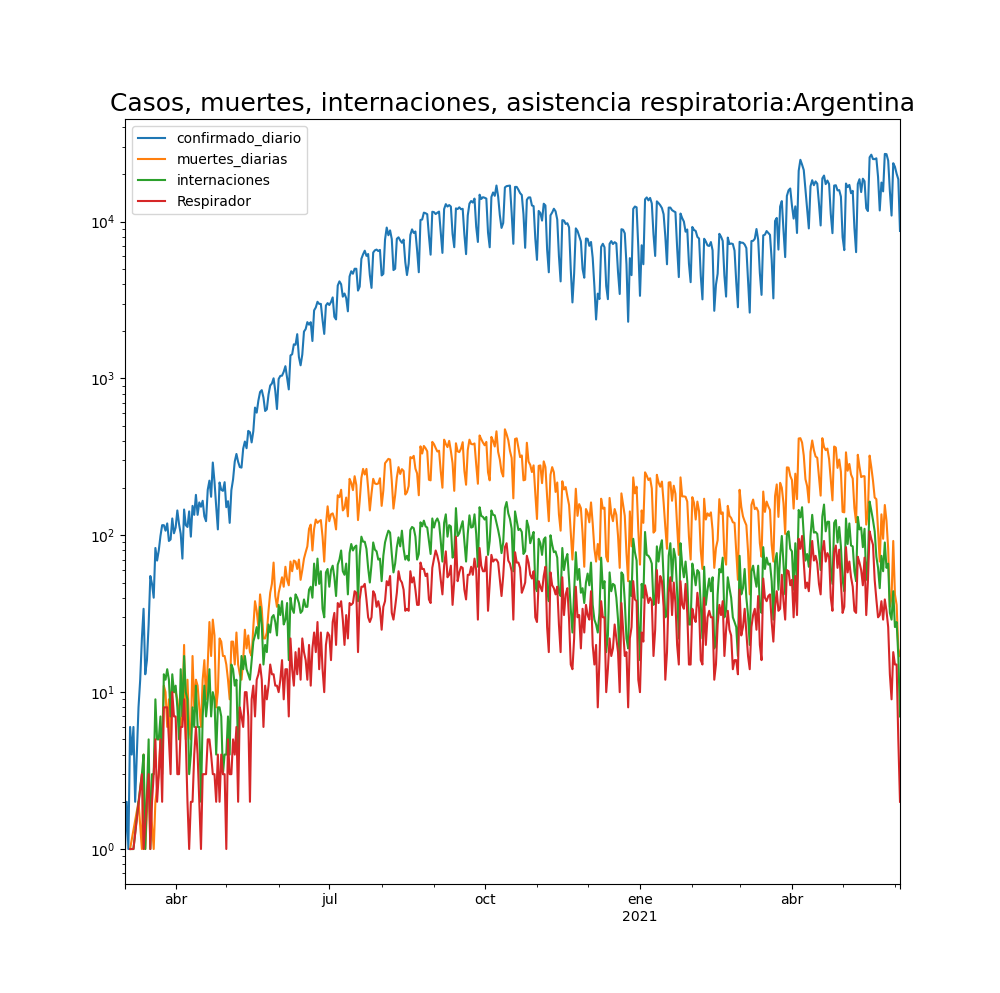 Casos, muertes, internaciones, asistencia respiratoria:Argentina
confirmado_diario
muertes_diarias
internaciones
Respirador
10⁴
10³
10²
10¹
10⁰
abr jul oct ene abr
2021